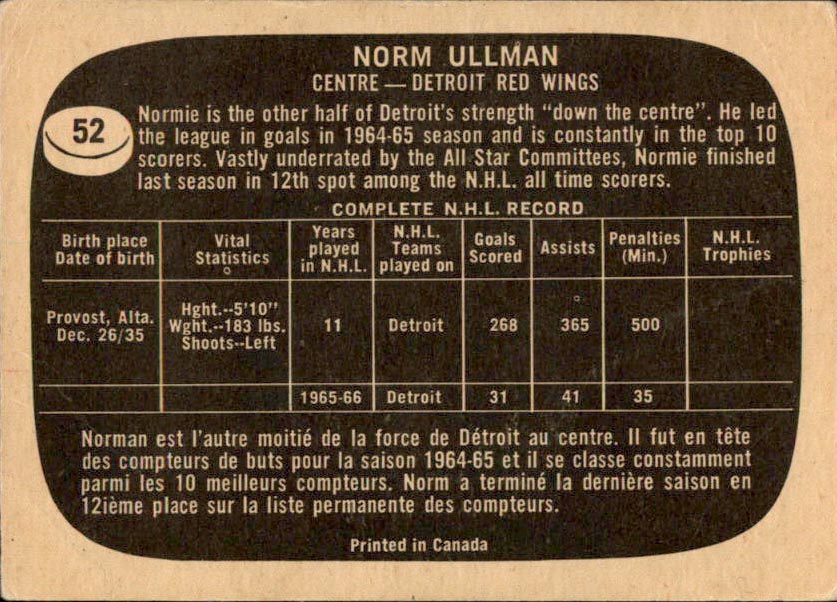 NORM ULLMAN
CENTRE — DETROIT RED WINGS
52
Normie is the other half of Detroit's strength "down the centre". He led
the league in goals in 1964-65 season and is constantly in the top 10
scorers. Vastly underrated by the All Star Committees, Normie finished
last season in 12th spot among the N.H.L. all time scorers.
COMPLETE N.H.L. RECORD
Birth place
Date of birth
Vital
Statistics
Years
played
in N.H.L.
N.H.L.
Teams
played on
Goals
Scored
Assists
Penalties
(Min.)
N.H.L.
Trophies
Provost, Alta.
Dec. 26/35
Hght.--5'10"
Wght.--183 lbs.
Shoots--Left
11
Detroit
268
365
500
1965-66
Detroit
31
41
35
Norman est l'autre moitié de la force de Détroit au centre. Il fut en tête
des compteurs de buts pour la saison 1964-65 et il se classe constamment
parmi les 10 meilleurs compteurs. Norm a terminé la dernière saison en
12ième place sur la liste permanente des compteurs.
Printed in Canada